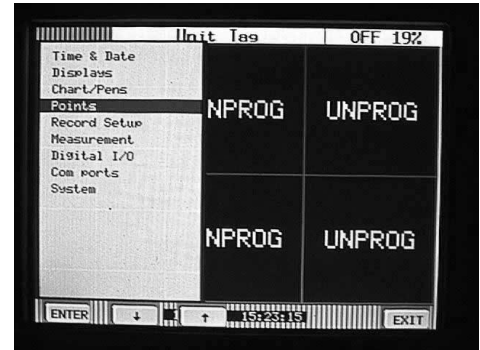 Unit Tag OFF 19%
Time & Date
Displays
Chart/Pens
Points
Record Setup
Measurement
Digital I/O
Com ports
System
NPROG UNPROG
NPROG UNPROG
ENTER ↓ ↑ 15:23:15 EXIT